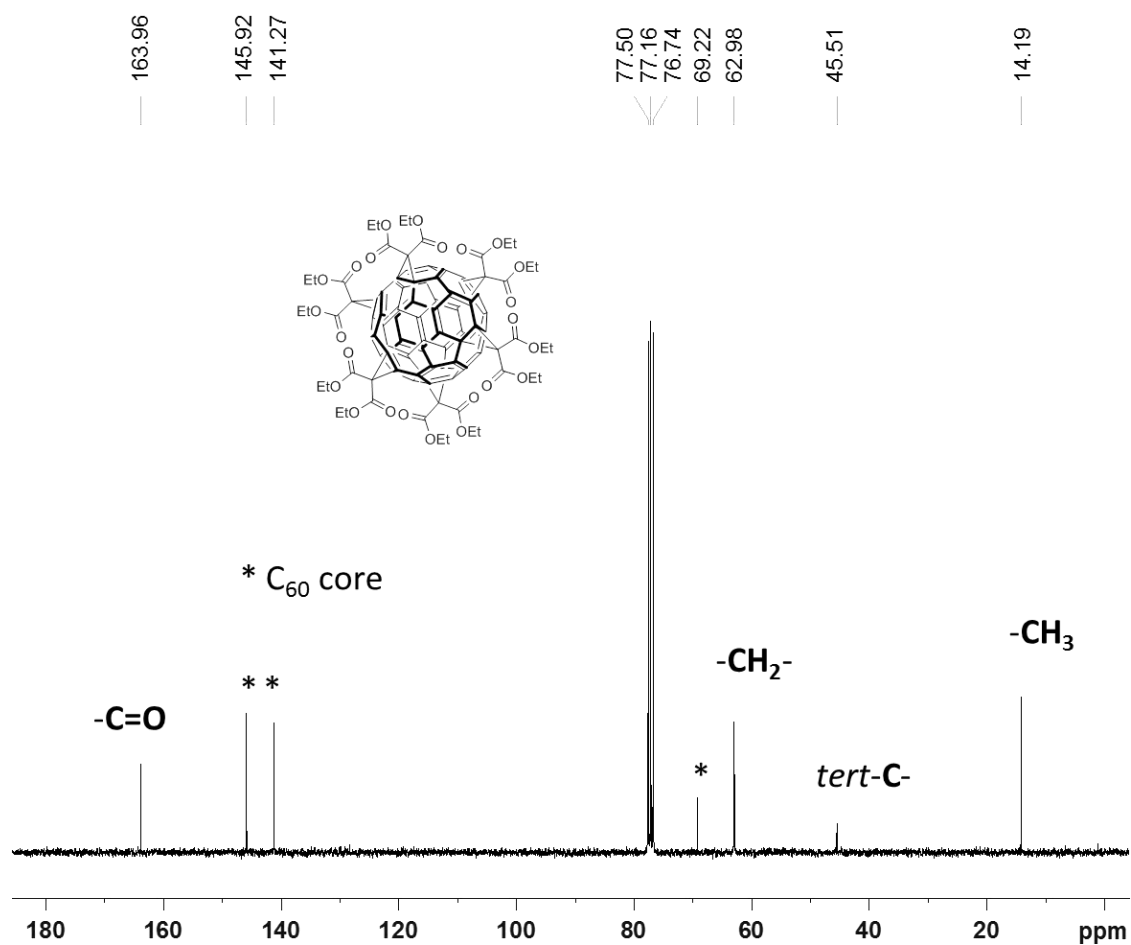 163.96
145.92
141.27
77.50
77.16
76.74
69.22
62.98
45.51
14.19
EtO EtO
O O O O OEt
O OEt
EtO O
EtO O O
O OEt
O O OEt
EtO O
EtO O O O O
OEt OEt
* C₆₀ core
-CH₃
-CH₂-
* *
-C=O
*
tert-C-
180 160 140 120 100 80 60 40 20 ppm